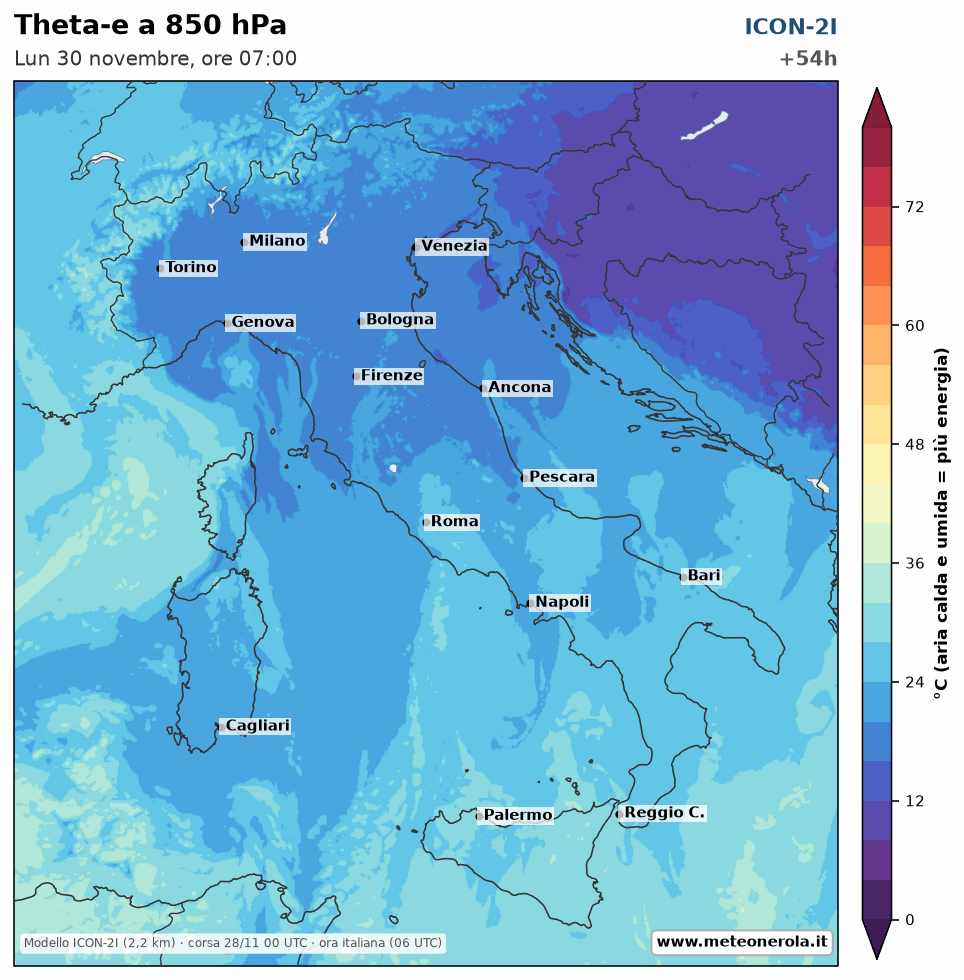 Theta-e a 850 hPa
ICON-2I
Lun 30 novembre, ore 07:00
+54h
Milano
Venezia
Torino
Genova
Bologna
Firenze
Ancona
Pescara
Roma
Bari
Napoli
Cagliari
Palermo
Reggio C.
72
60
48
36
24
12
0
°C (aria calda e umida = più energia)
Modello ICON-2I (2,2 km) · corsa 28/11 00 UTC · ora italiana (06 UTC)
www.meteonerola.it